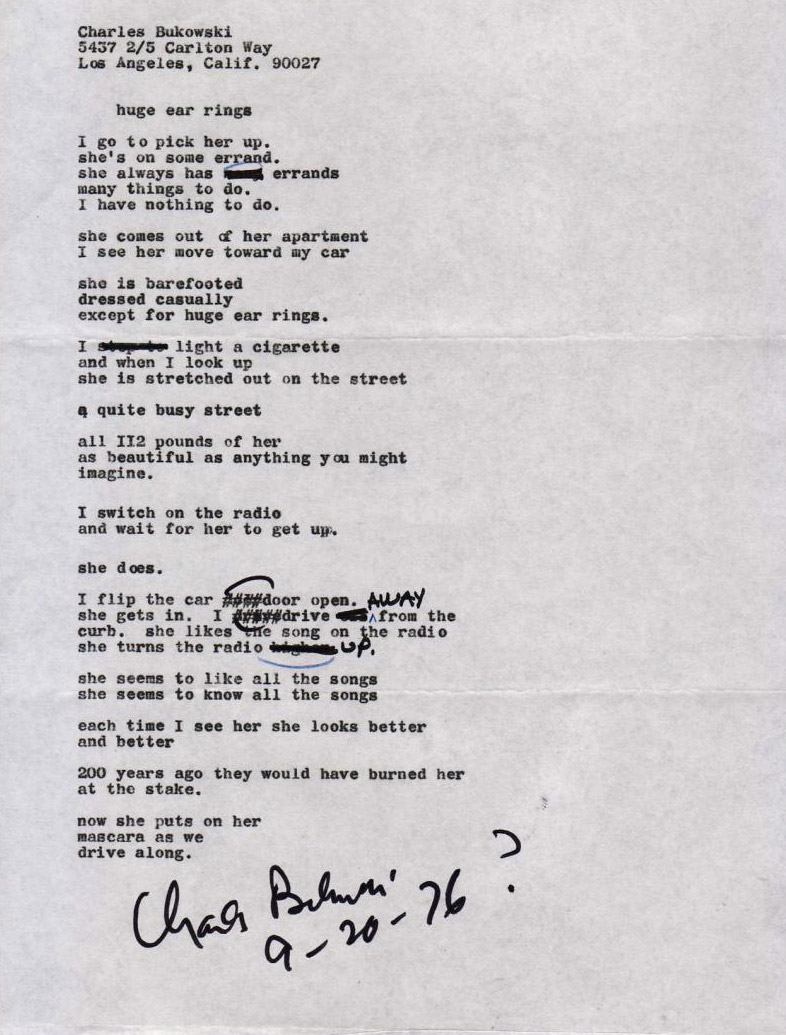 Charles Bukowski
5437 2/5 Carlton Way
Los Angeles, Calif. 90027
huge ear rings
I go to pick her up.
she's on some errand.
she always has errands
many things to do.
I have nothing to do.
she comes out of her apartment
I see her move toward my car
she is barefooted
dressed casually
except for huge ear rings.
I light a cigarette
and when I look up
she is stretched out on the street
a quite busy street
all II2 pounds of her
as beautiful as anything you might
imagine.
I switch on the radio
and wait for her to get up.
she does.
I flip the car ####door open.
she gets in. I #####drive AWAY from the
curb. she likes the song on the radio
she turns the radio UP.
she seems to like all the songs
she seems to know all the songs
each time I see her she looks better
and better
200 years ago they would have burned her
at the stake.
now she puts on her
mascara as we
drive along.
Charles Bukowski ?
9-20-76